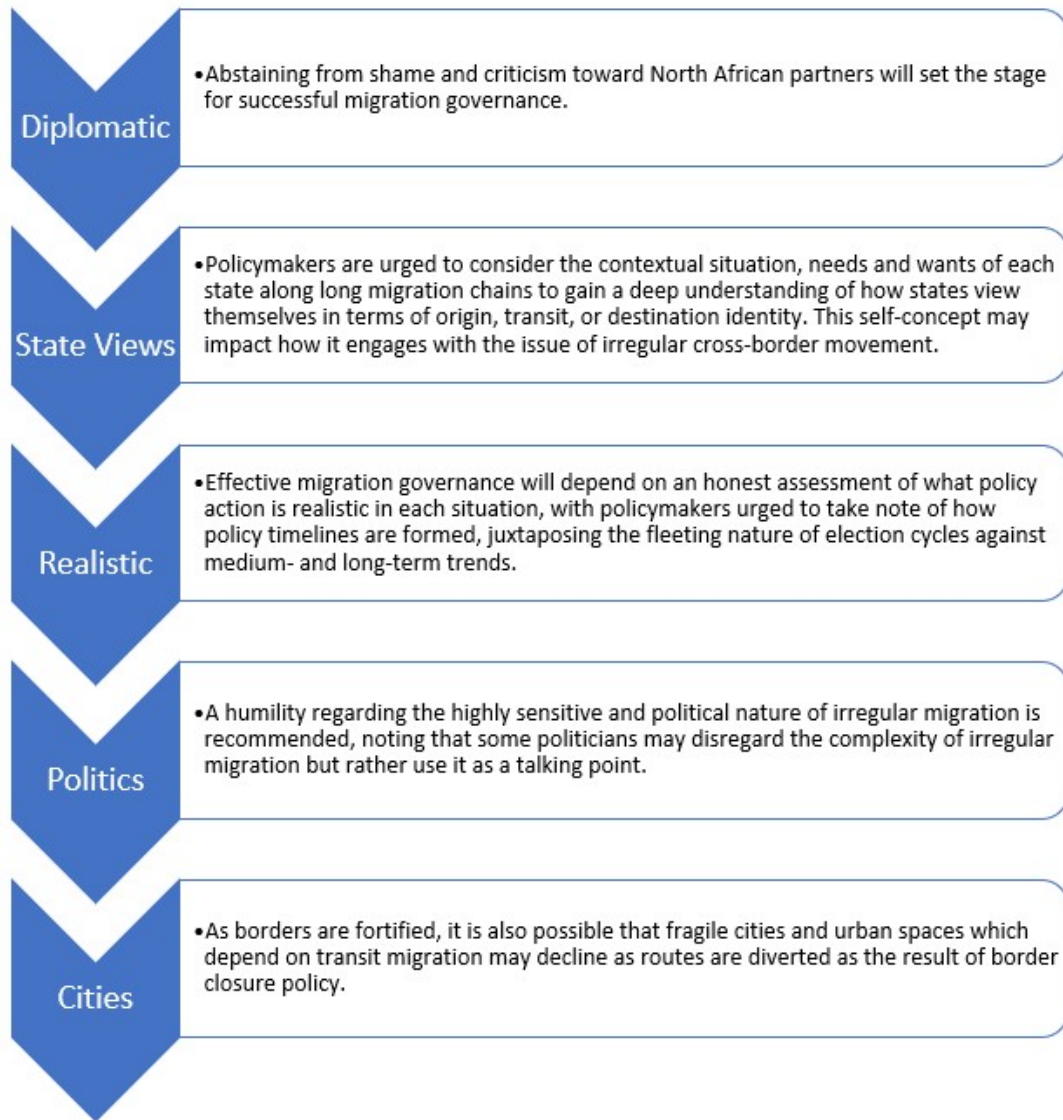 Diplomatic
•Abstaining from shame and criticism toward North African partners will set the stage
for successful migration governance.
State Views
•Policymakers are urged to consider the contextual situation, needs and wants of each
state along long migration chains to gain a deep understanding of how states view
themselves in terms of origin, transit, or destination identity. This self-concept may
impact how it engages with the issue of irregular cross-border movement.
Realistic
•Effective migration governance will depend on an honest assessment of what policy
action is realistic in each situation, with policymakers urged to take note of how
policy timelines are formed, juxtaposing the fleeting nature of election cycles against
medium- and long-term trends.
Politics
•A humility regarding the highly sensitive and political nature of irregular migration is
recommended, noting that some politicians may disregard the complexity of irregular
migration but rather use it as a talking point.
Cities
•As borders are fortified, it is also possible that fragile cities and urban spaces which
depend on transit migration may decline as routes are diverted as the result of border
closure policy.